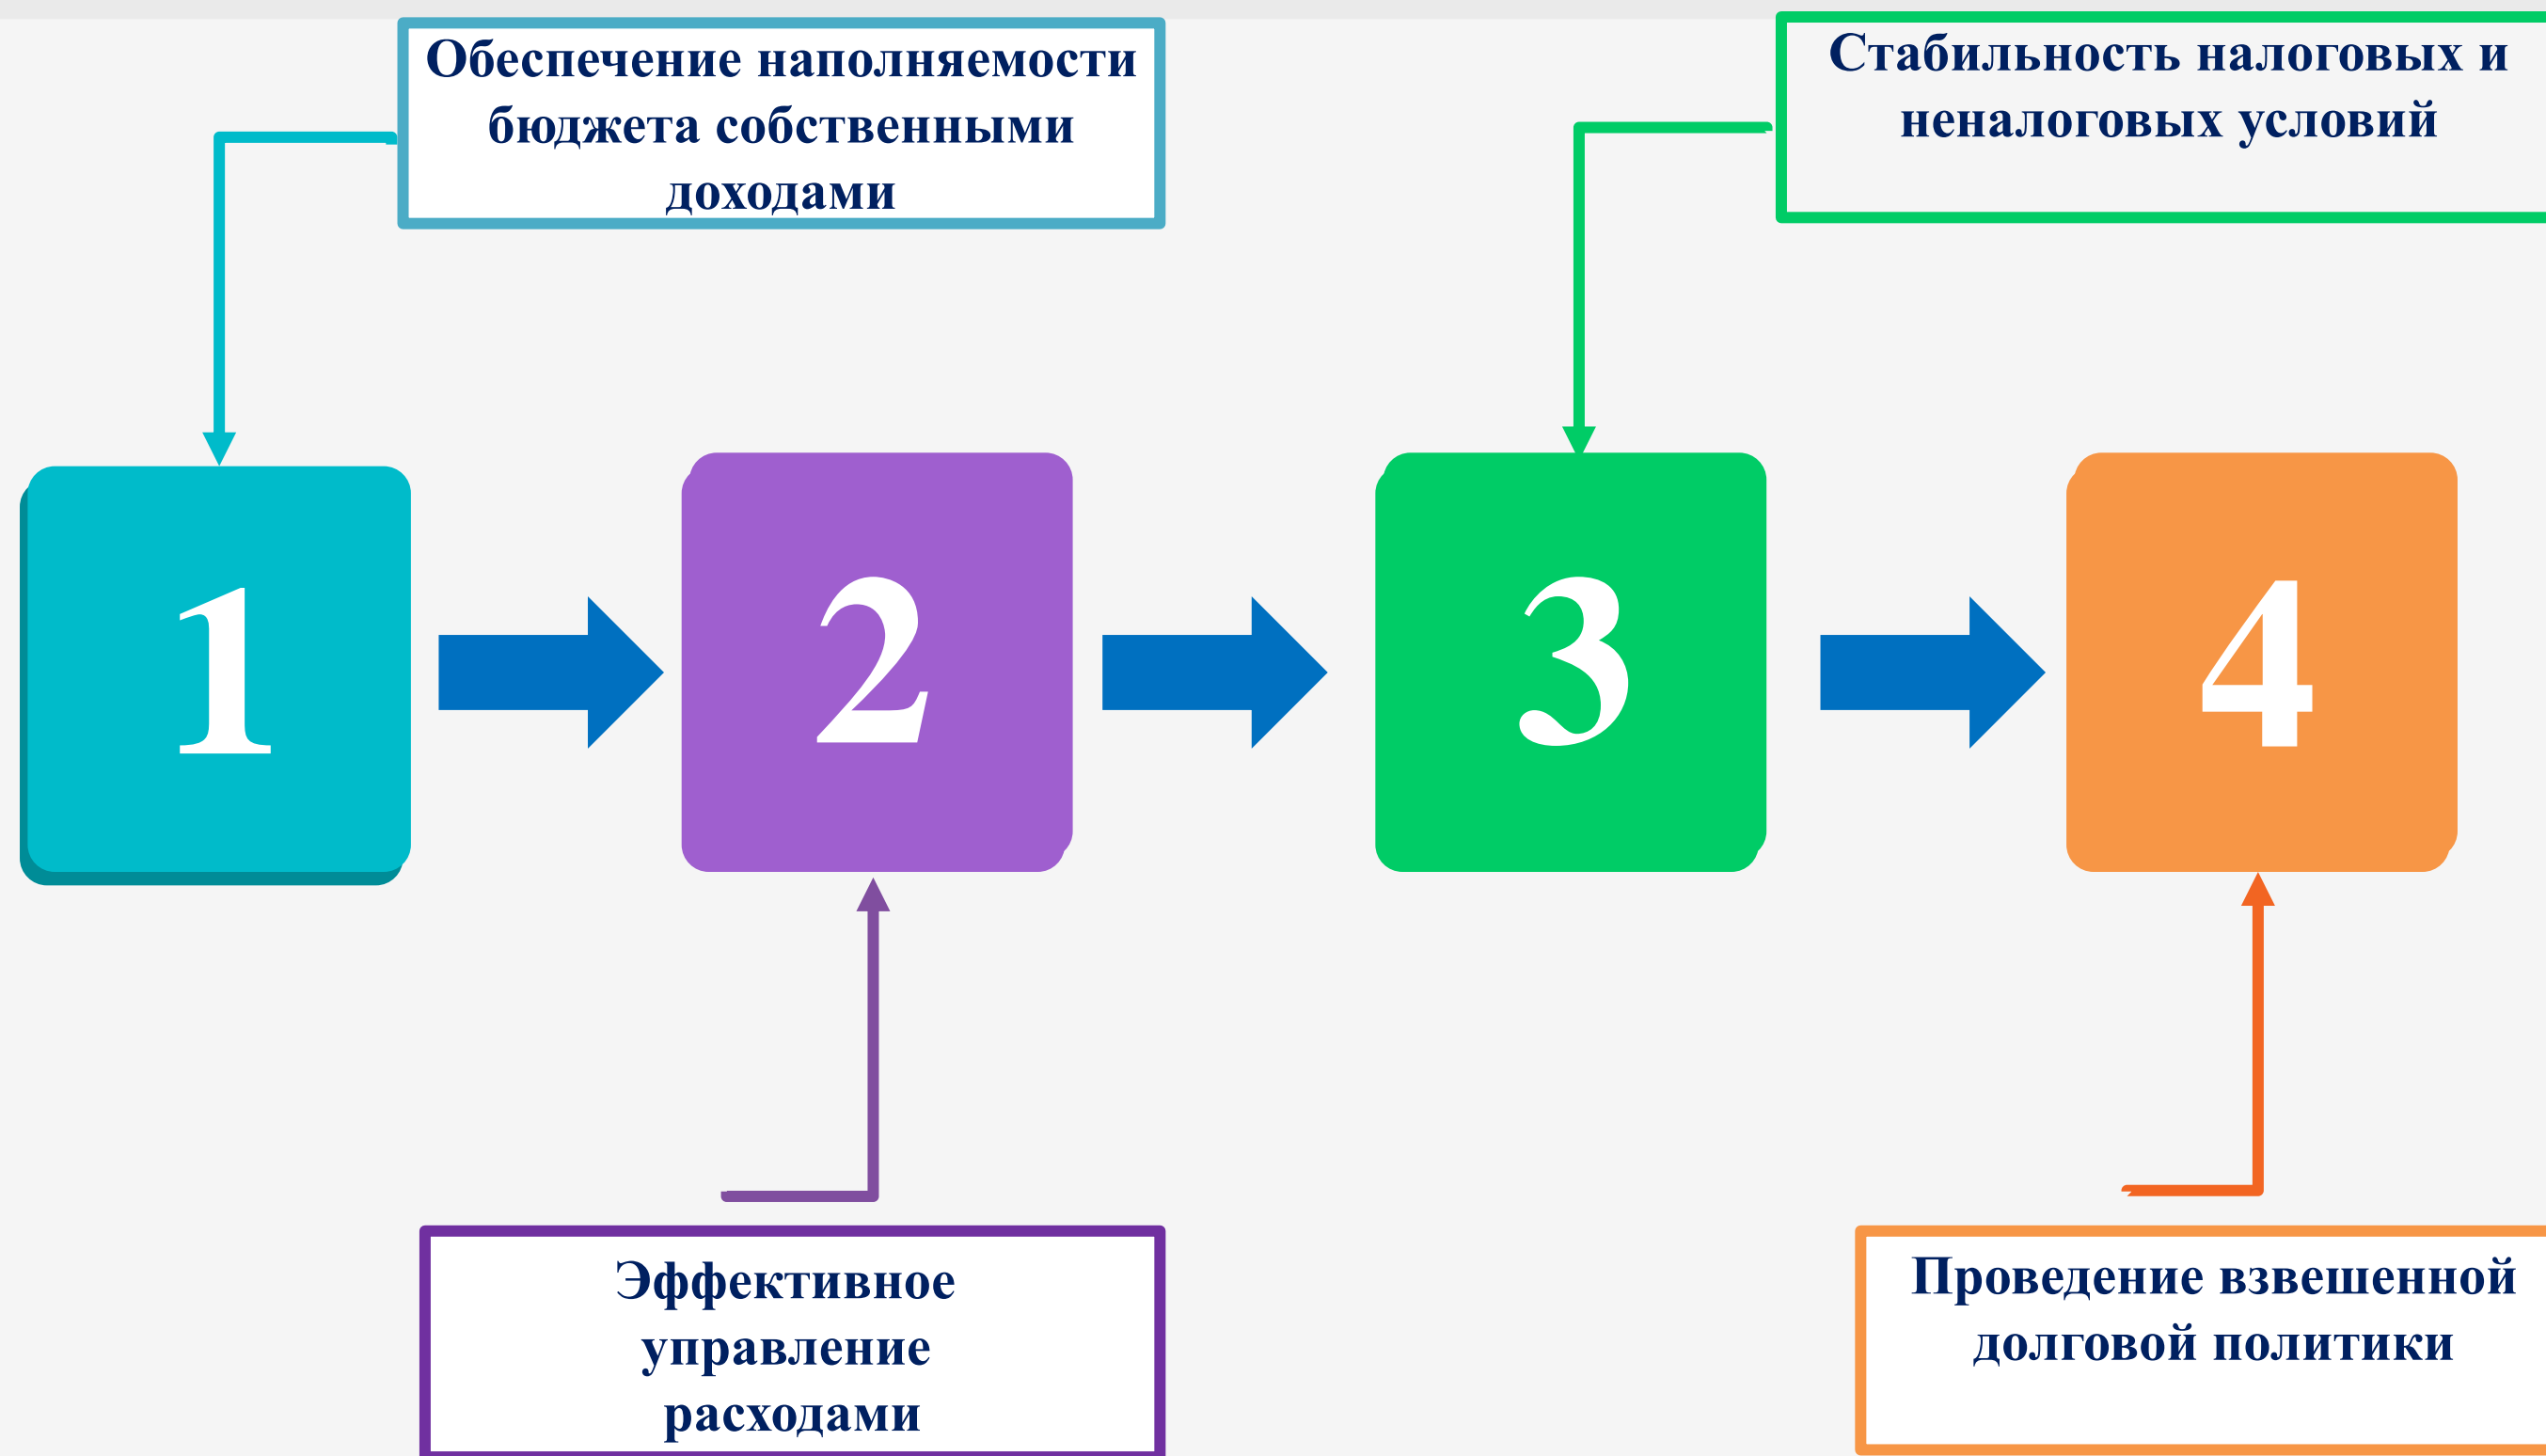 Обеспечение наполняемости
бюджета собственными
доходами
Стабильность налоговых и
неналоговых условий
1
2
3
4
Эффективное
управление
расходами
Проведение взвешенной
долговой политики